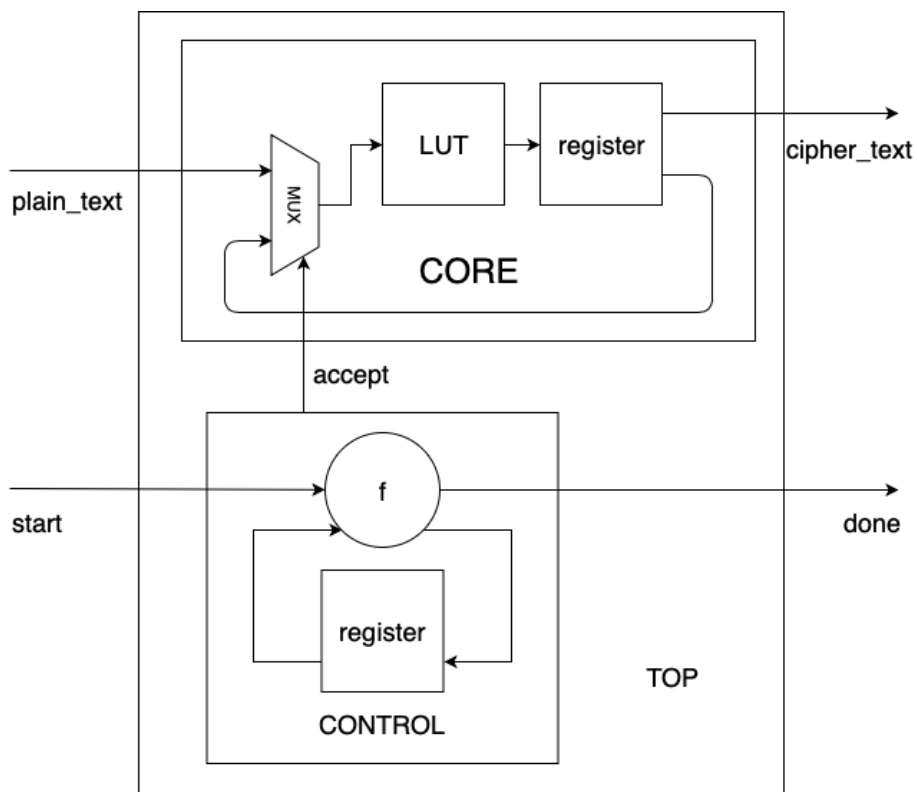 LUT
register
cipher_text
plain_text
MUX
CORE
accept
f
start
done
register
TOP
CONTROL